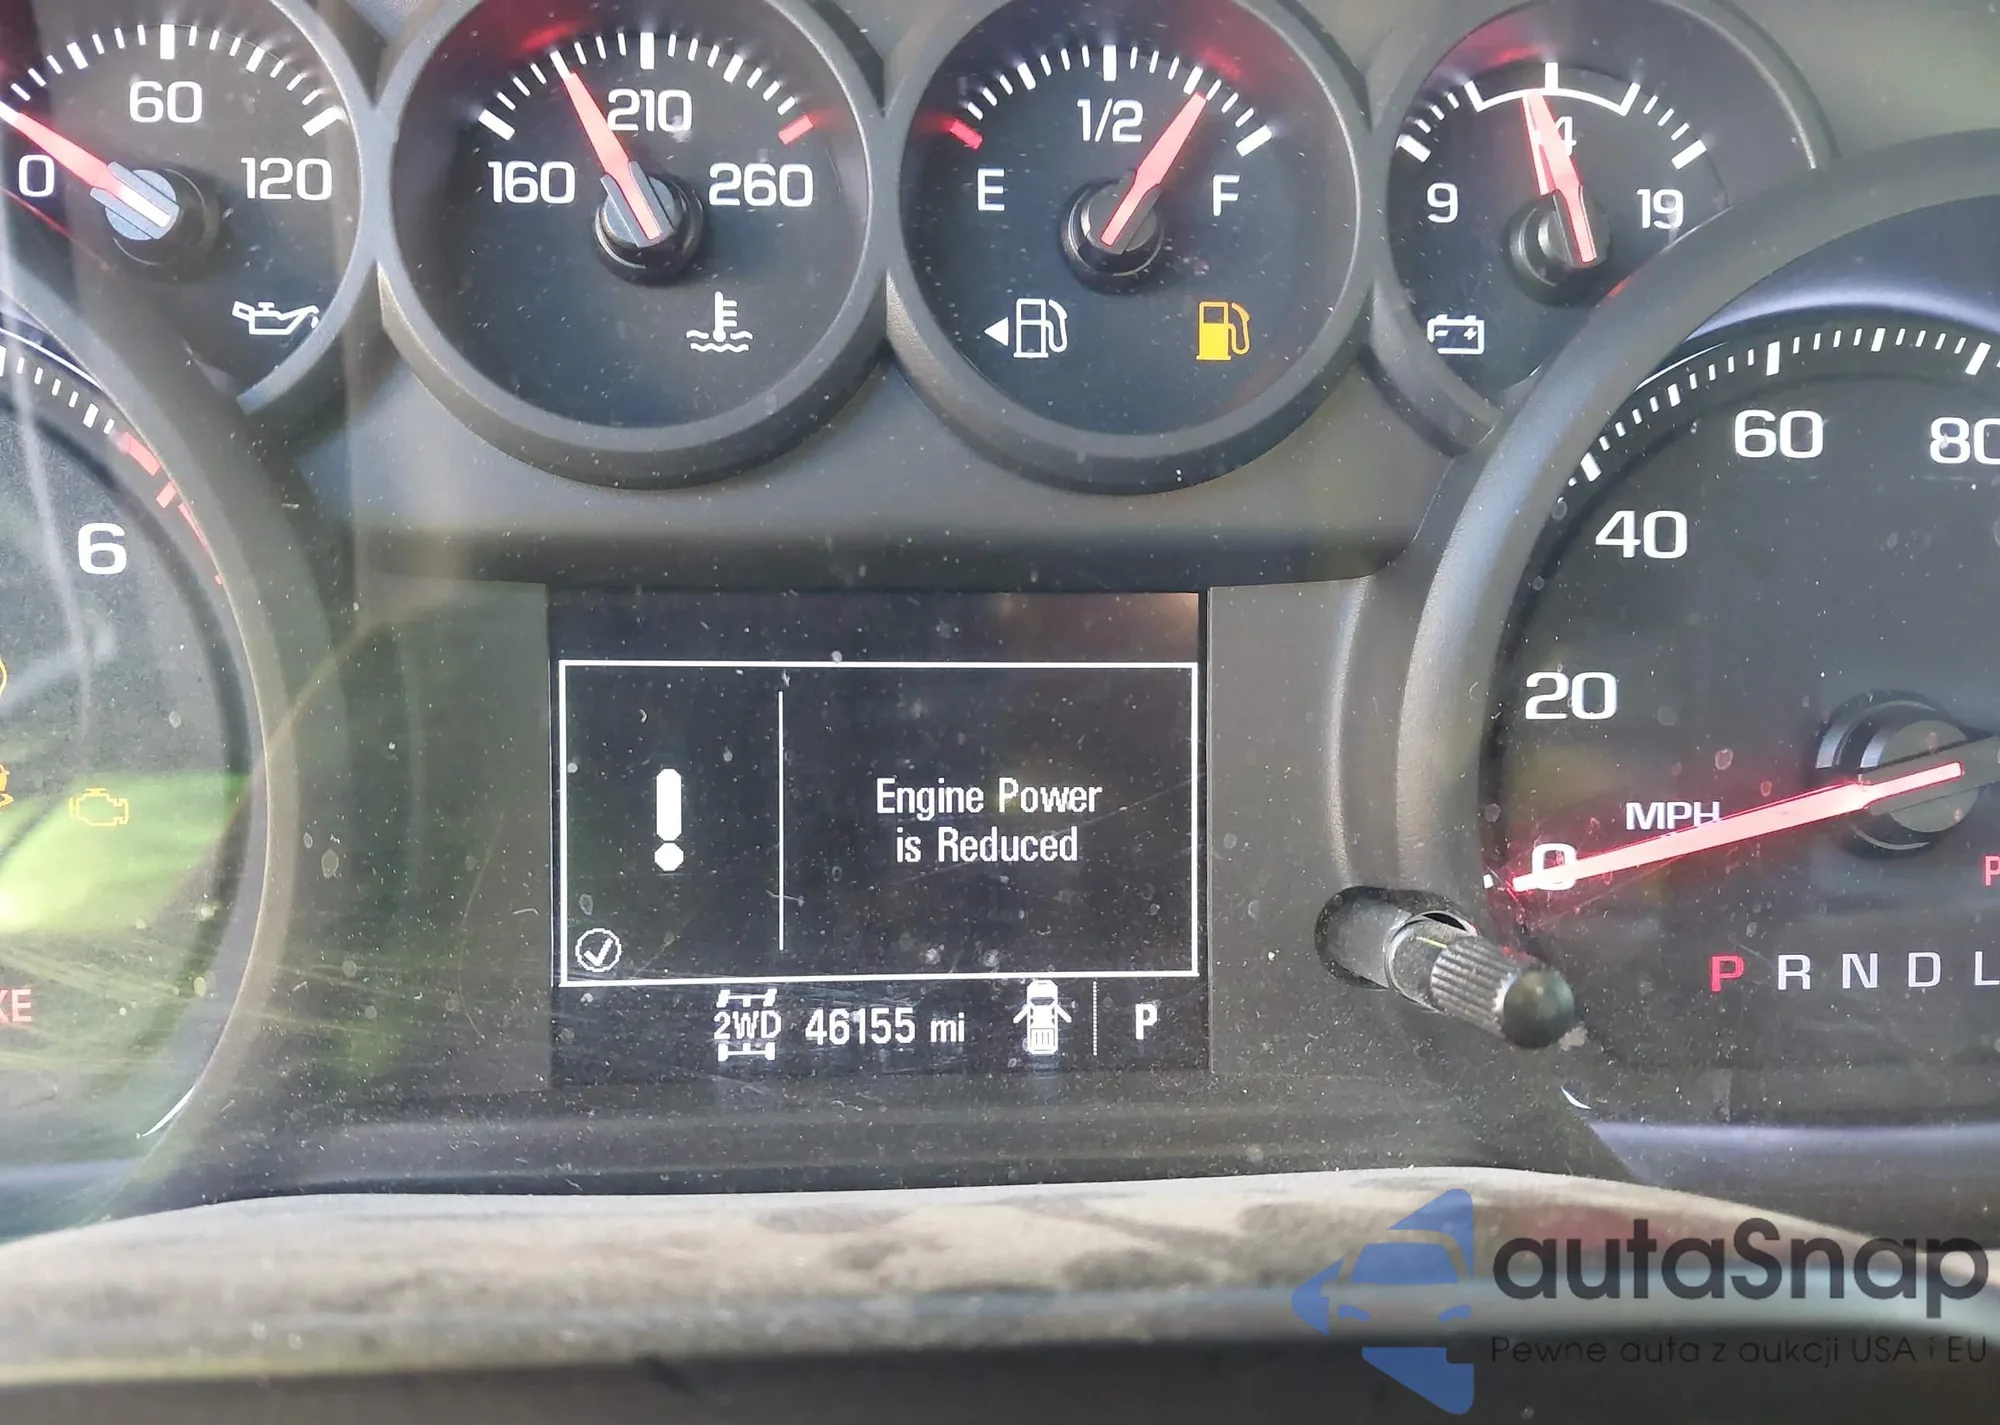 60
0
120
210
160
260
1/2
E
F
14
9
19
6
60
80
40
20
MPH
0
Engine Power
is Reduced
P R N D L
2WD 46155 mi P
autaSnap
Pewne auta z aukcji USA i EU